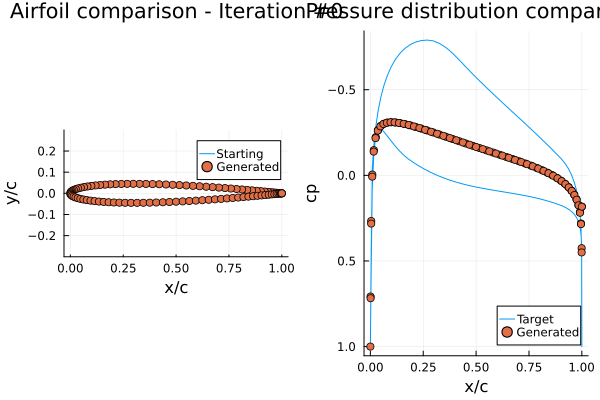 Airfoil comparison - Iteration #0
Pressure distribution compar
0.2
0.1
0.0
−0.1
−0.2
y/c
0.00
0.25
0.50
0.75
1.00
x/c
Starting
Generated
−0.5
0.0
0.5
1.0
cp
0.00
0.25
0.50
0.75
1.00
x/c
Target
Generated